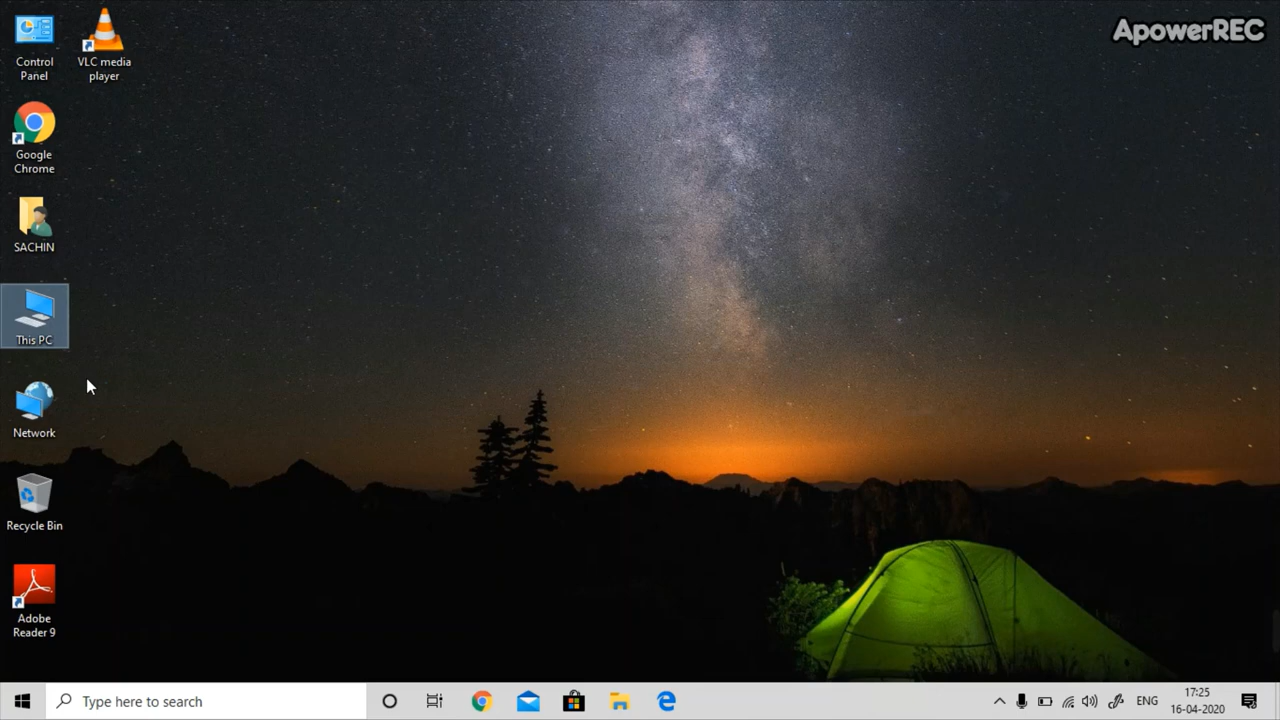 ApowerREC
Control
Panel
VLC media
player
Google
Chrome
SACHIN
This PC
Network
Recycle Bin
Adobe
Reader 9
Type here to search
ENG
17:25
16-04-2020